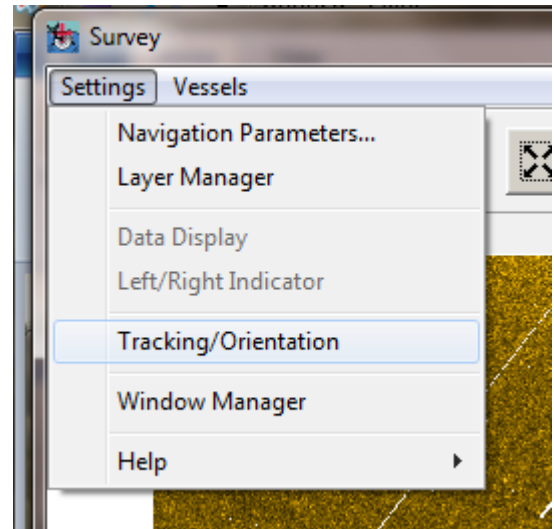 Survey
Settings Vessels
Navigation Parameters...
Layer Manager
Data Display
Left/Right Indicator
Tracking/Orientation
Window Manager
Help